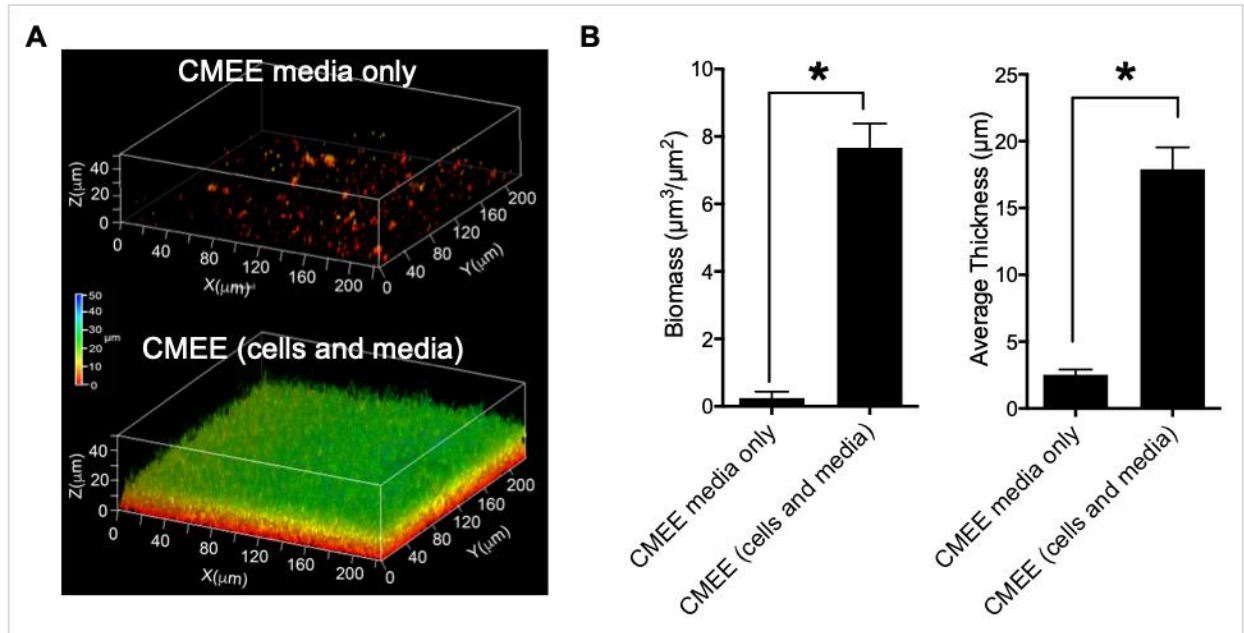 A
CMEE media only
Z(μm)
40
20
0
0
40
80
120
160
200
X(μm)
0
40
80
120
160
200
Y(μm)
50
40
30
20
10
0
μm
CMEE (cells and media)
Z(μm)
40
20
0
0
40
80
120
160
200
X(μm)
0
40
80
120
160
200
Y(μm)
B
*
Biomass (μm³/μm²)
10
8
6
4
2
0
CMEE media only
CMEE (cells and media)
*
Average Thickness (μm)
25
20
15
10
5
0
CMEE media only
CMEE (cells and media)